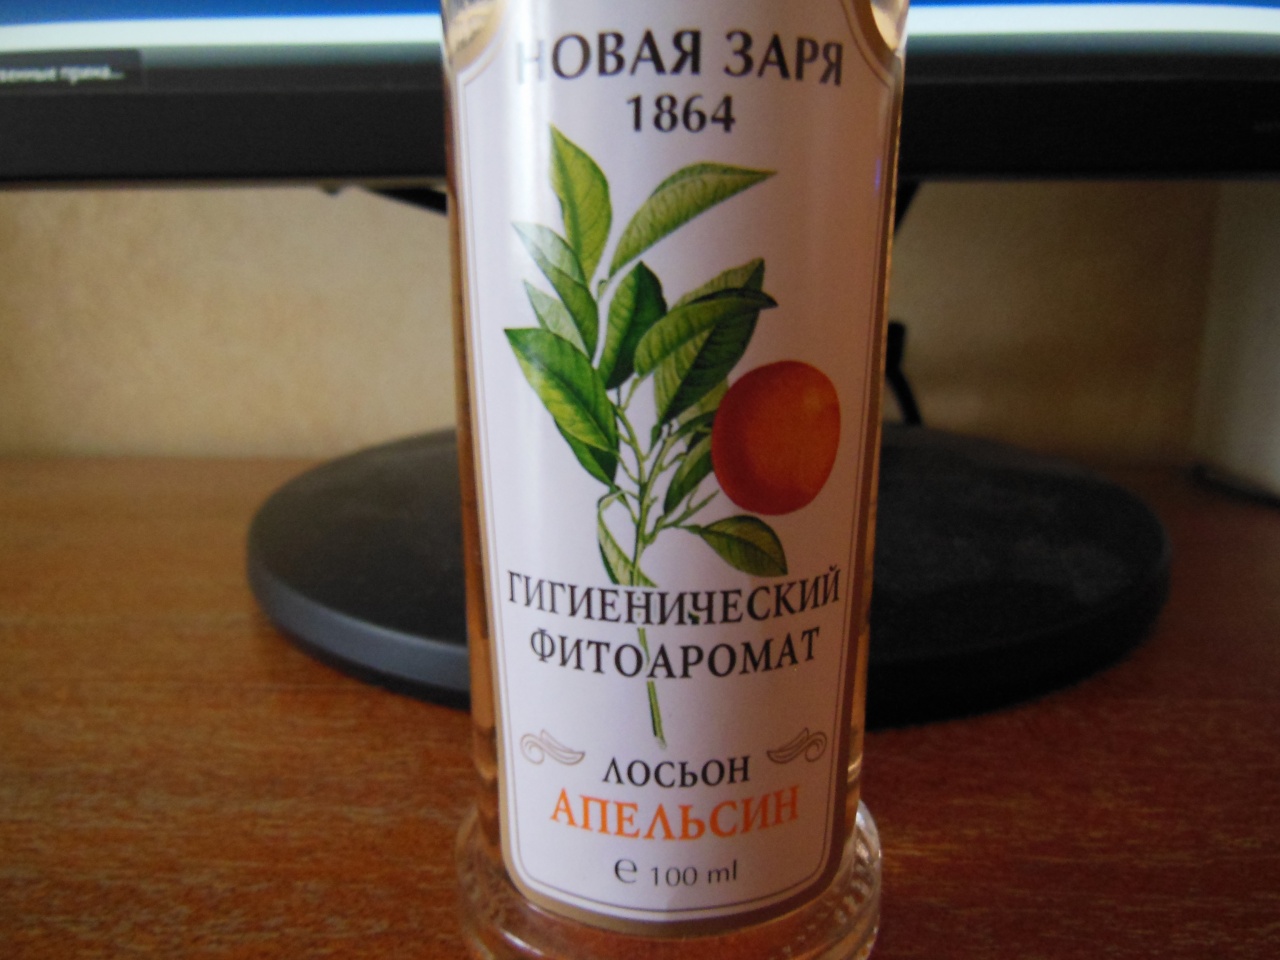 НОВАЯ ЗАРЯ
1864
ГИГИЕНИЧЕСКИЙ
ФИТОАРОМАТ
ЛОСЬОН
АПЕЛЬСИН
℮ 100 ml